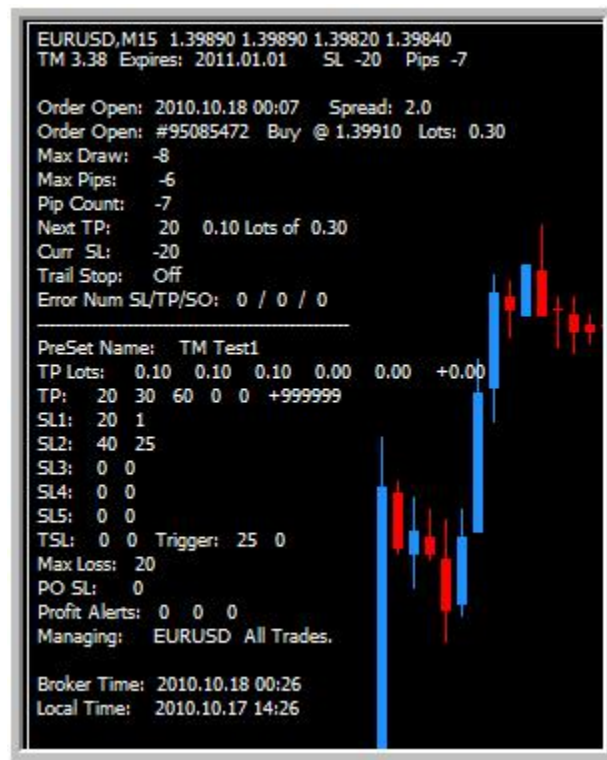 EURUSD,M15 1.39890 1.39890 1.39820 1.39840
TM 3.38 Expires: 2011.01.01 SL -20 Pips -7
Order Open: 2010.10.18 00:07 Spread: 2.0
Order Open: #95085472 Buy @ 1.39910 Lots: 0.30
Max Draw: -8
Max Pips: -6
Pip Count: -7
Next TP: 20 0.10 Lots of 0.30
Curr SL: -20
Trail Stop: Off
Error Num SL/TP/SO: 0 / 0 / 0
PreSet Name: TM Test1
TP Lots: 0.10 0.10 0.10 0.00 0.00 +0.00
TP: 20 30 60 0 0 +999999
SL1: 20 1
SL2: 40 25
SL3: 0 0
SL4: 0 0
SL5: 0 0
TSL: 0 0 Trigger: 25 0
Max Loss: 20
PO SL: 0
Profit Alerts: 0 0 0
Managing: EURUSD All Trades.
Broker Time: 2010.10.18 00:26
Local Time: 2010.10.17 14:26